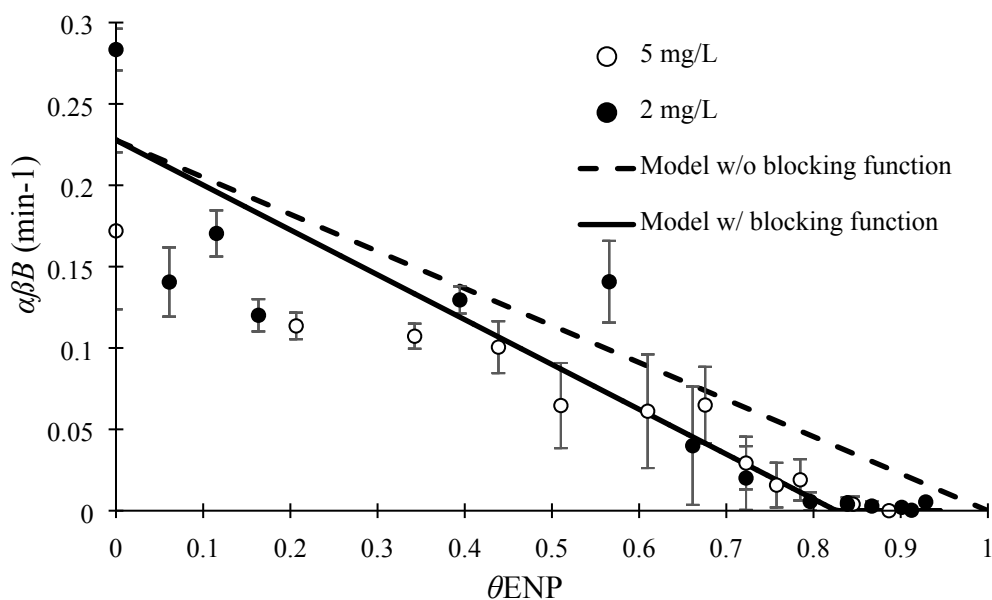 0.3
0.25
0.2
0.15
0.1
0.05
0
αβB (min-1)
5 mg/L
2 mg/L
Model w/o blocking function
Model w/ blocking function
0 0.1 0.2 0.3 0.4 0.5 0.6 0.7 0.8 0.9 1
θENP